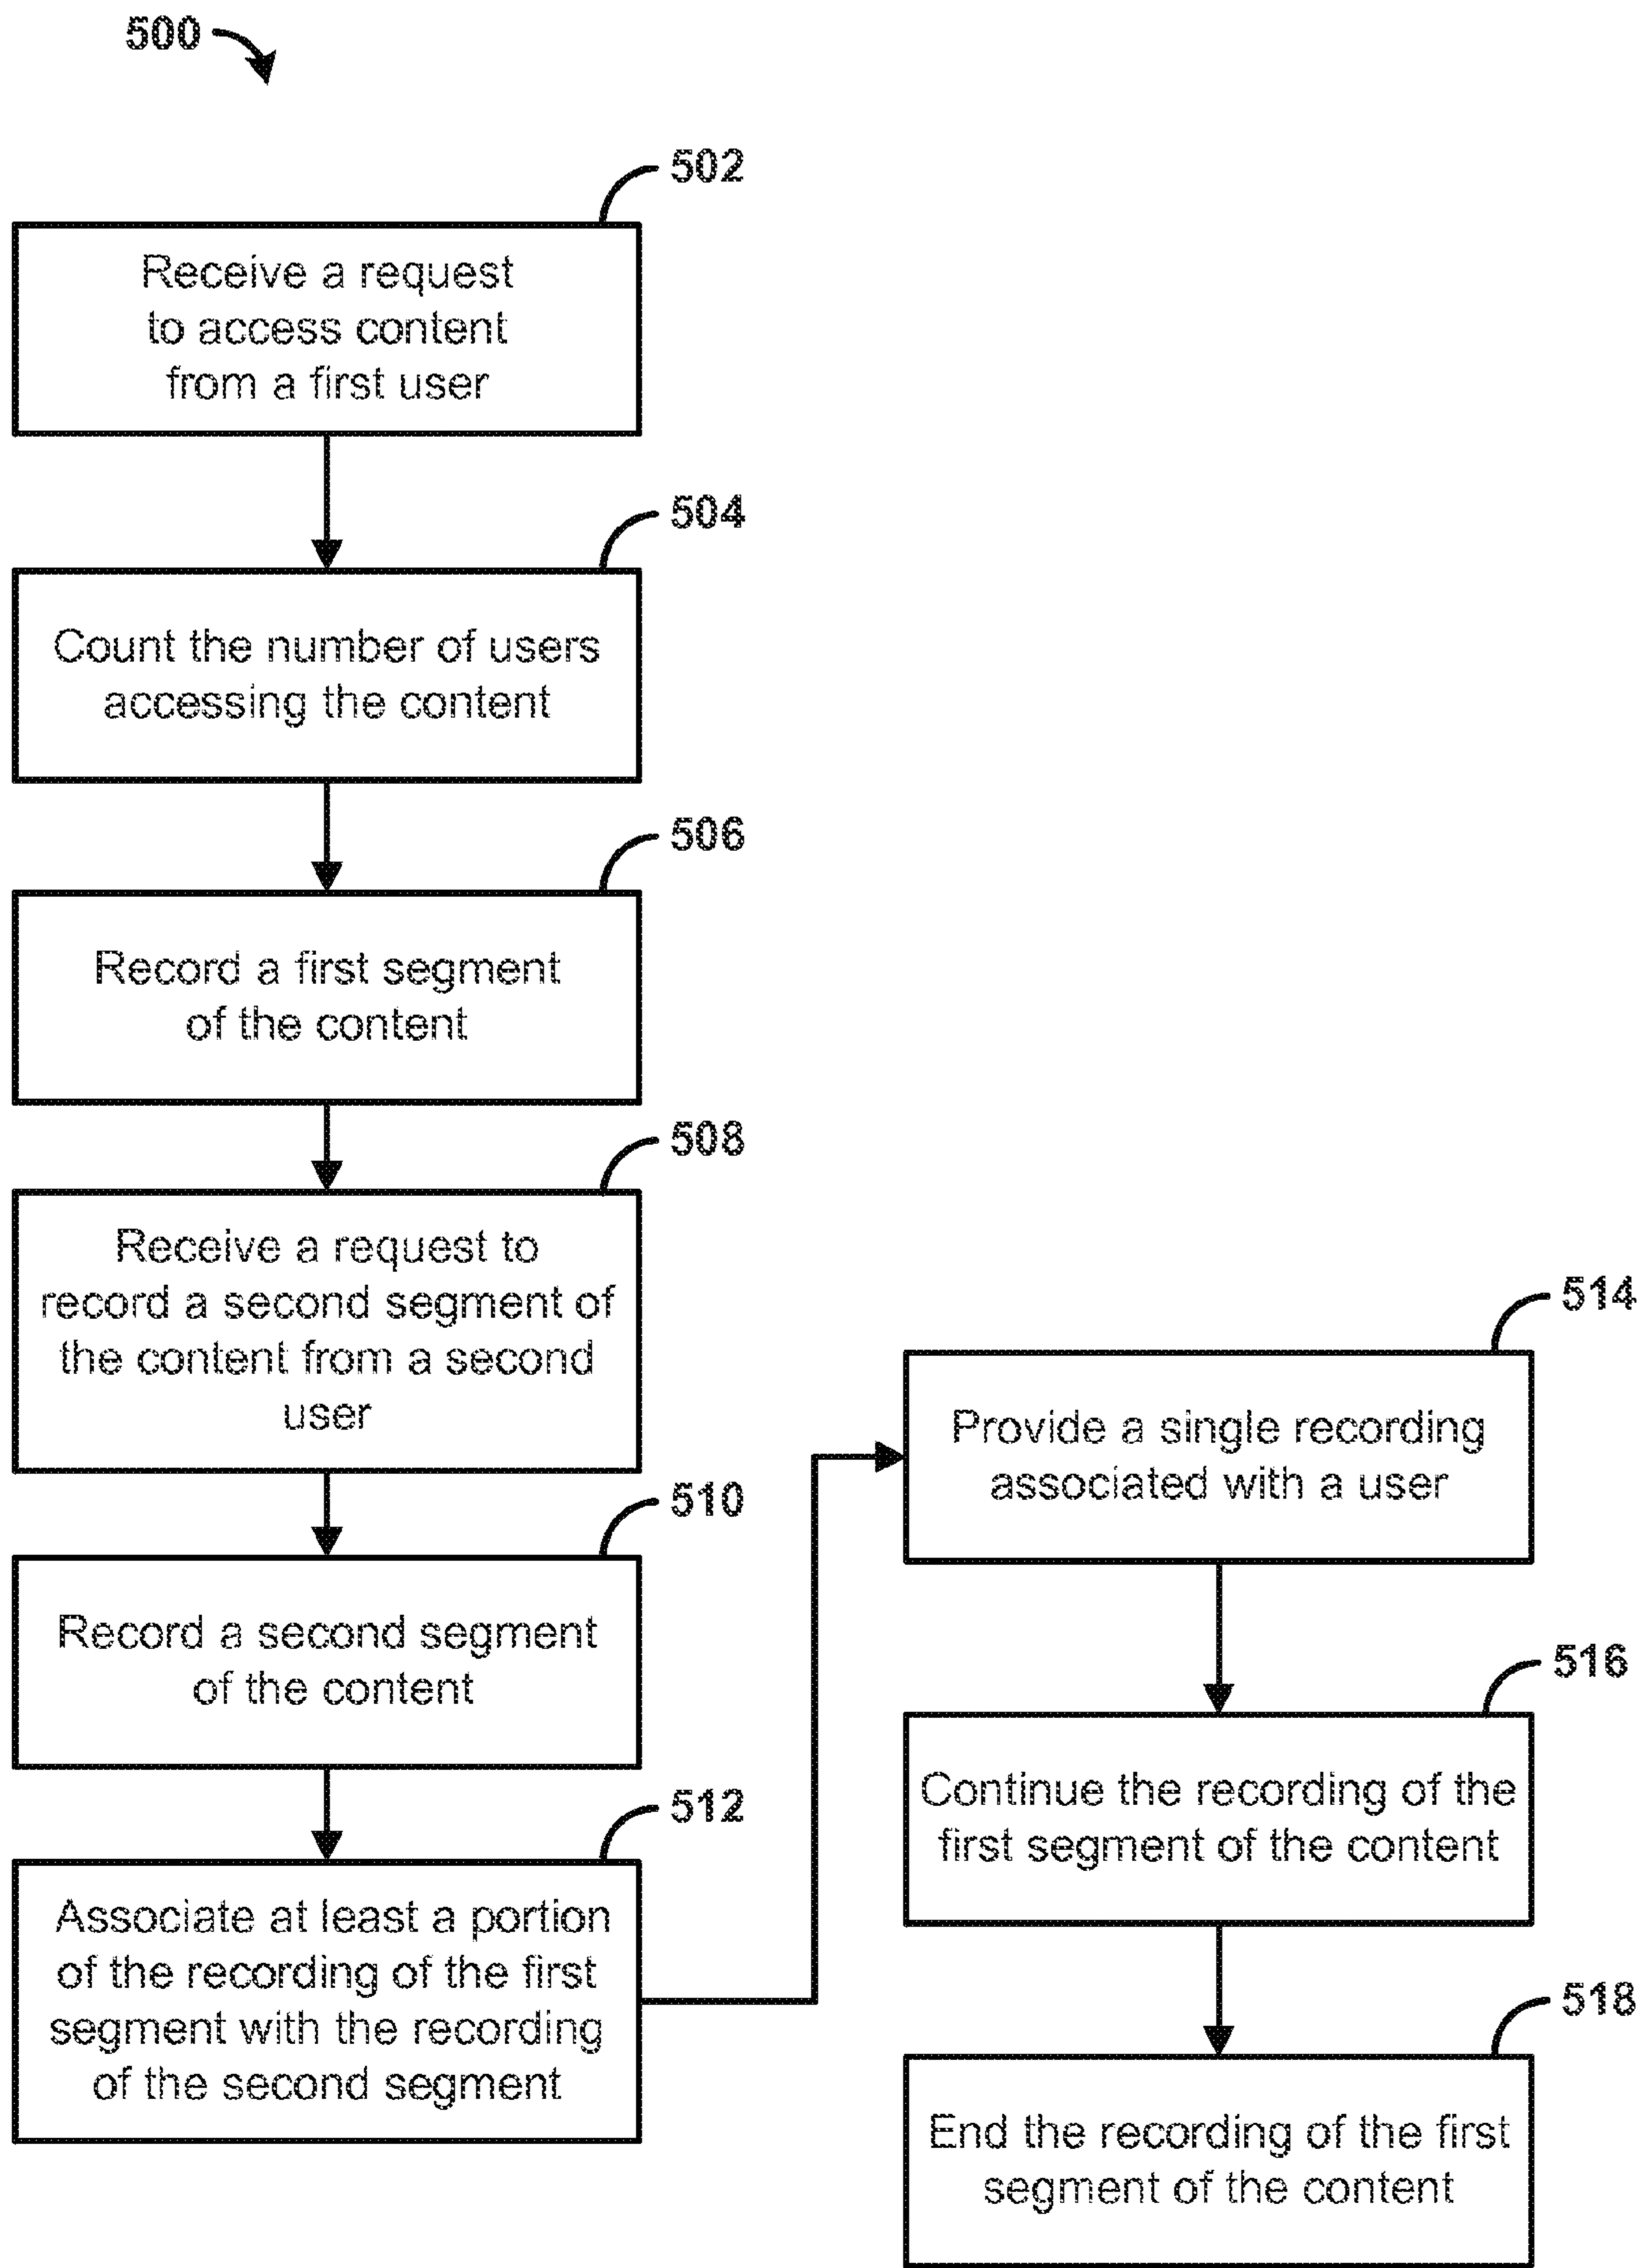 500
502
Receive a request
to access content
from a first user
504
Count the number of users
accessing the content
506
Record a first segment
of the content
508
Receive a request to
record a second segment of
the content from a second
user
510
Record a second segment
of the content
512
Associate at least a portion
of the recording of the first
segment with the recording
of the second segment
514
Provide a single recording
associated with a user
516
Continue the recording of the
first segment of the content
518
End the recording of the first
segment of the content